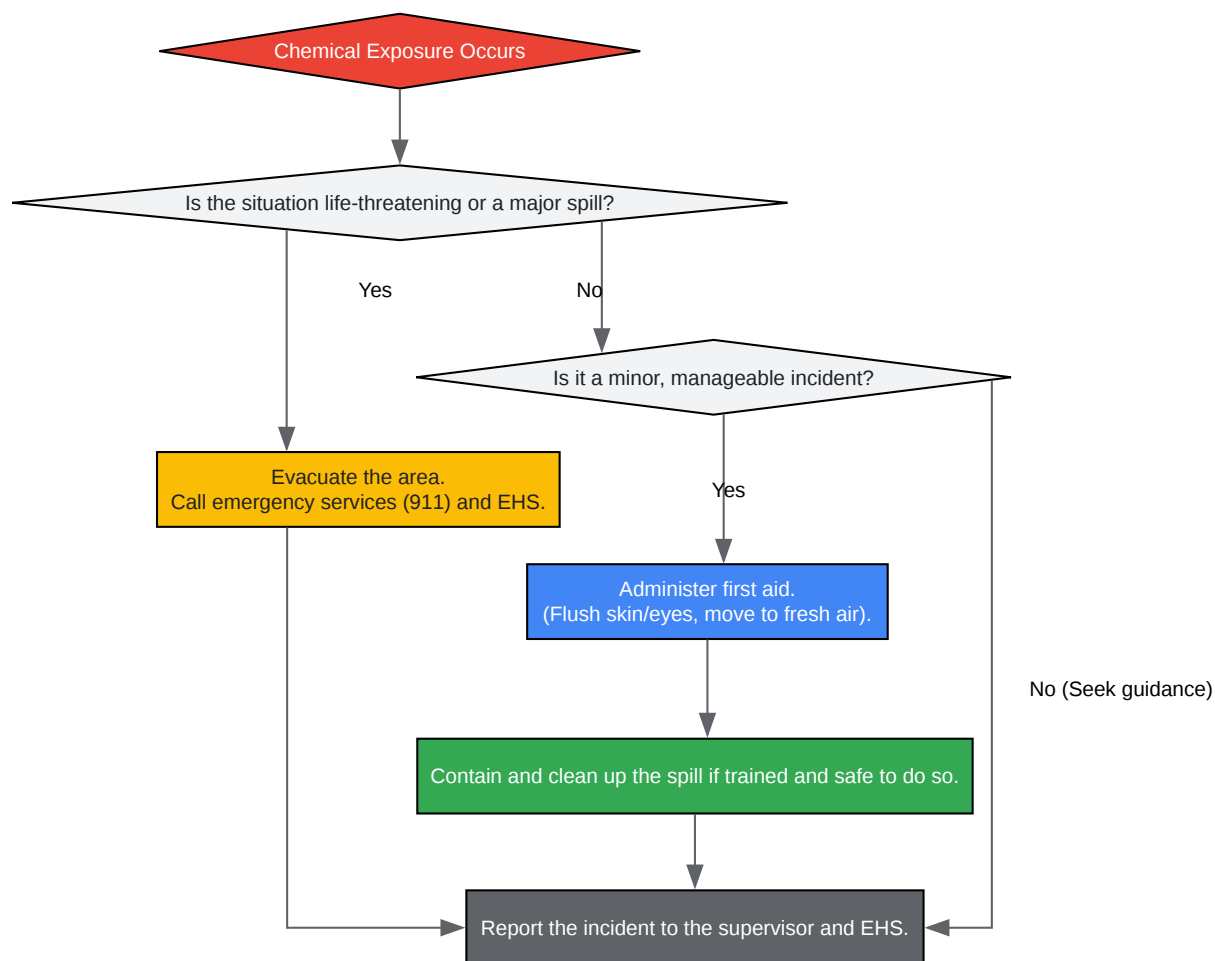 Chemical Exposure Occurs
Is the situation life-threatening or a major spill?
Yes
No
Is it a minor, manageable incident?
Evacuate the area.
Call emergency services (911) and EHS.
Yes
Administer first aid.
(Flush skin/eyes, move to fresh air).
No (Seek guidance)
Contain and clean up the spill if trained and safe to do so.
Report the incident to the supervisor and EHS.